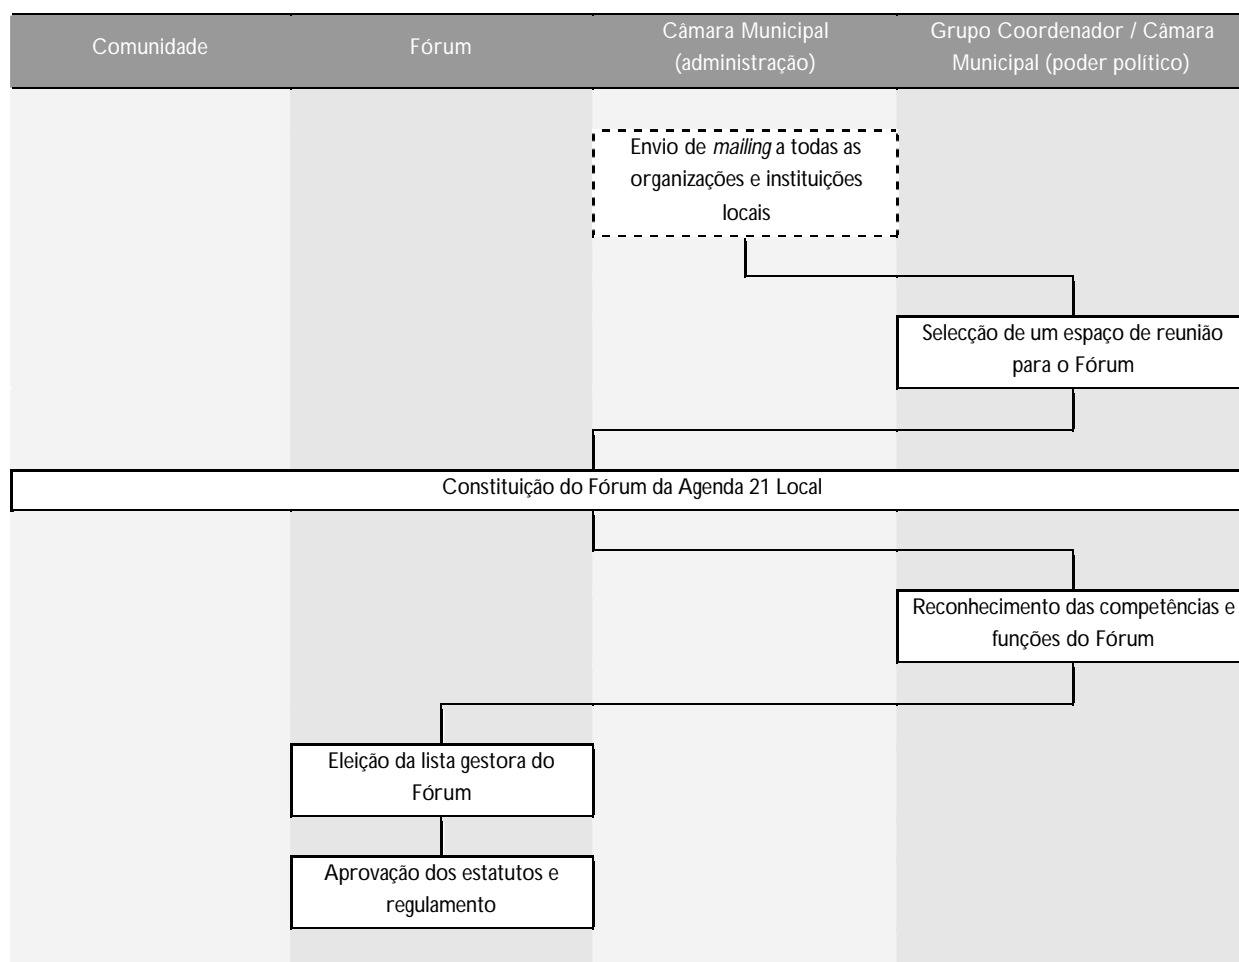 Comunidade
Fórum
Câmara Municipal
(administração)
Grupo Coordenador / Câmara
Municipal (poder político)
Envio de mailing a todas as
organizações e instituições
locais
Selecção de um espaço de reunião
para o Fórum
Constituição do Fórum da Agenda 21 Local
Reconhecimento das competências e
funções do Fórum
Eleição da lista gestora do
Fórum
Aprovação dos estatutos e
regulamento